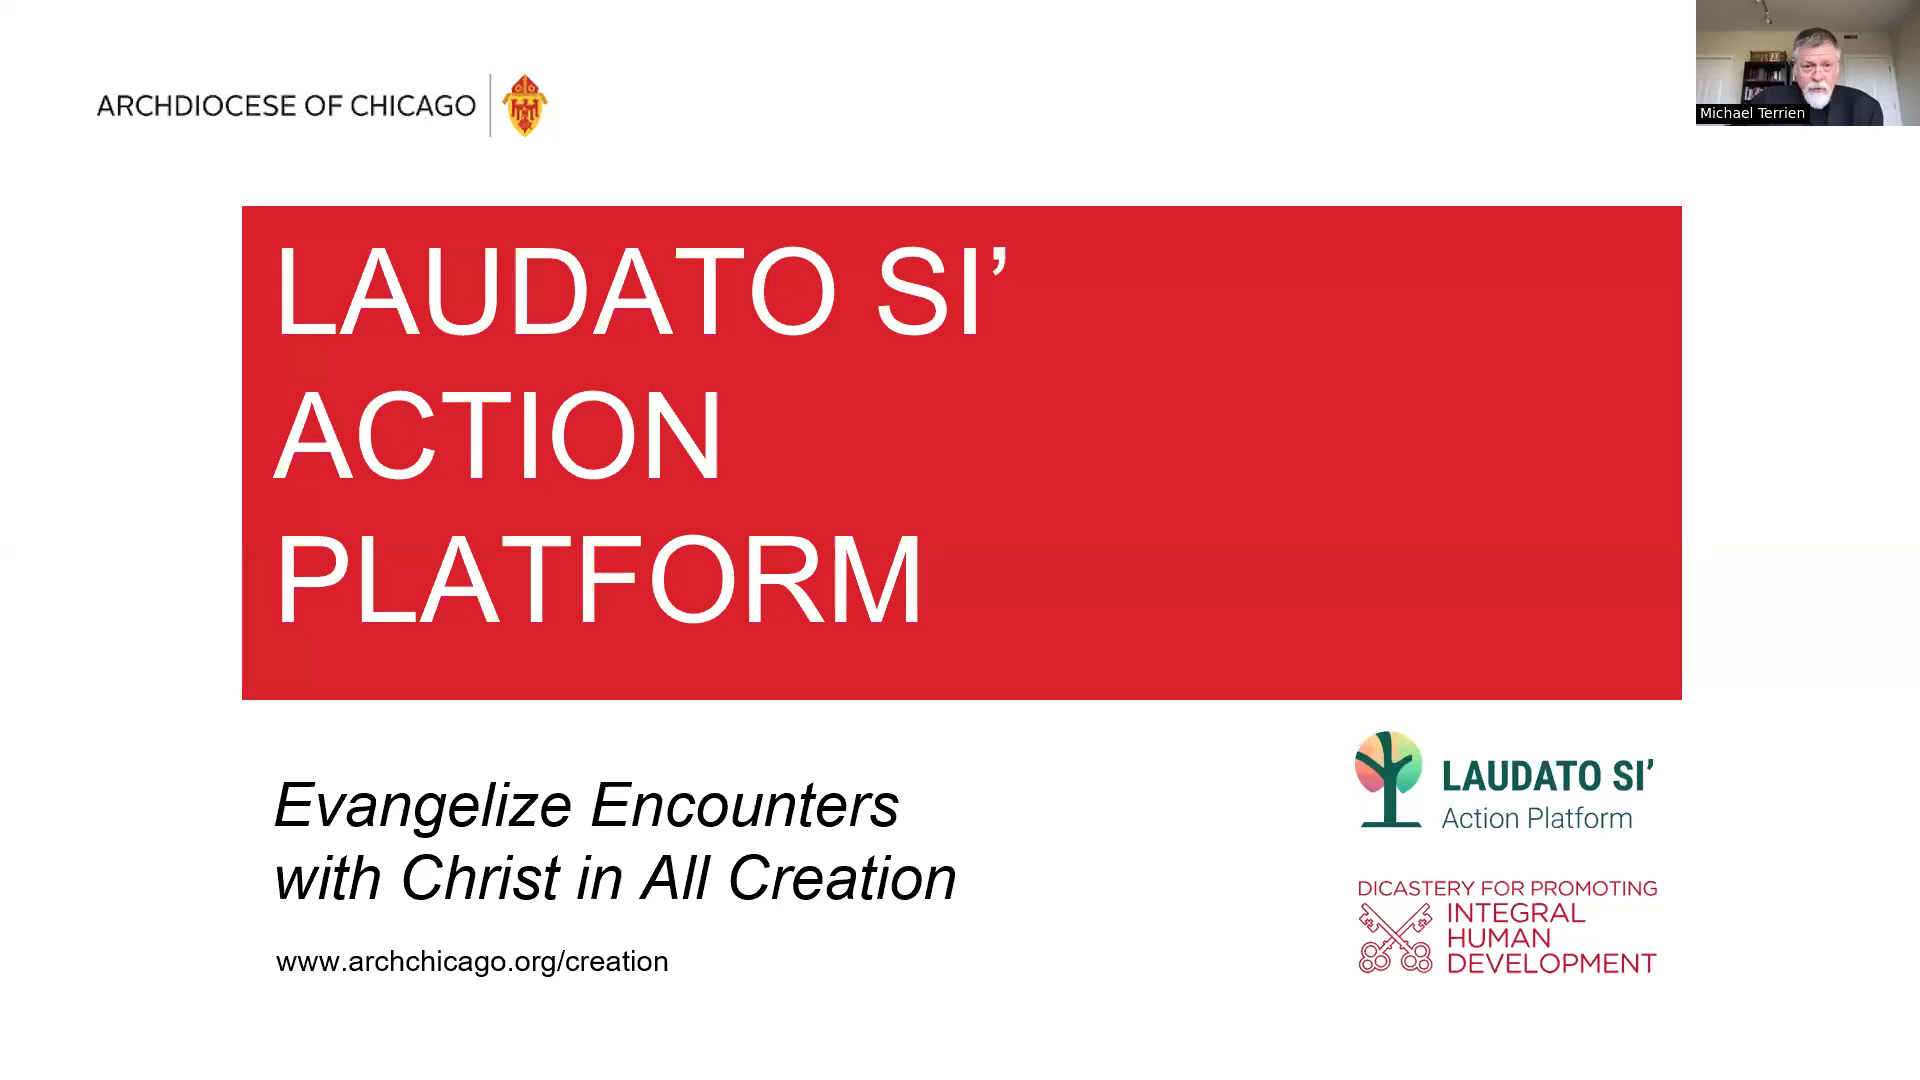 ARCHDIOCESE OF CHICAGO
Michael Terrien
LAUDATO SI’
ACTION
PLATFORM
Evangelize Encounters
with Christ in All Creation
www.archchicago.org/creation
LAUDATO SI’
Action Platform
DICASTERY FOR PROMOTING
INTEGRAL
HUMAN
DEVELOPMENT